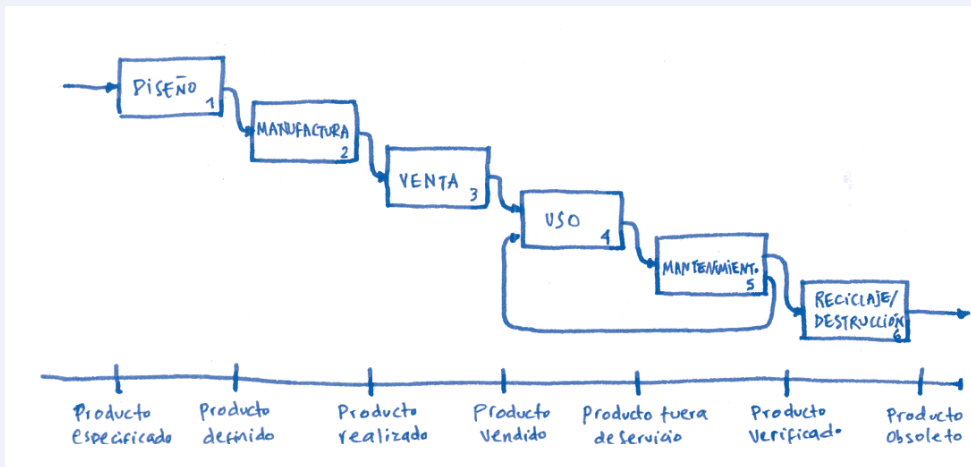 DISEÑO
1
MANUFACTURA
2
VENTA
3
USO
4
MANTENIMIENT.
5
RECICLAJE/
DESTRUCCIÓN
6
Producto
especificado
Producto
definido
Producto
realizado
Producto
Vendido
Producto fuera
de Servicio
Producto
Verificado
Producto
Obsoleto